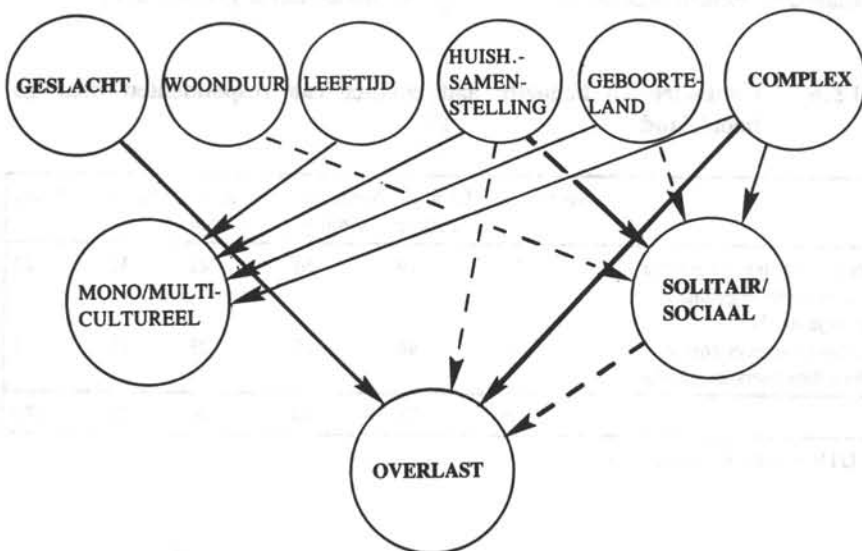 GESLACHT
WOONDUUR
LEEFTIJD
HUISH.-
SAMEN-
STELLING
GEBOORTE-
LAND
COMPLEX
MONO/MULTI-
CULTUREEL
SOLITAIR/
SOCIAAL
OVERLAST